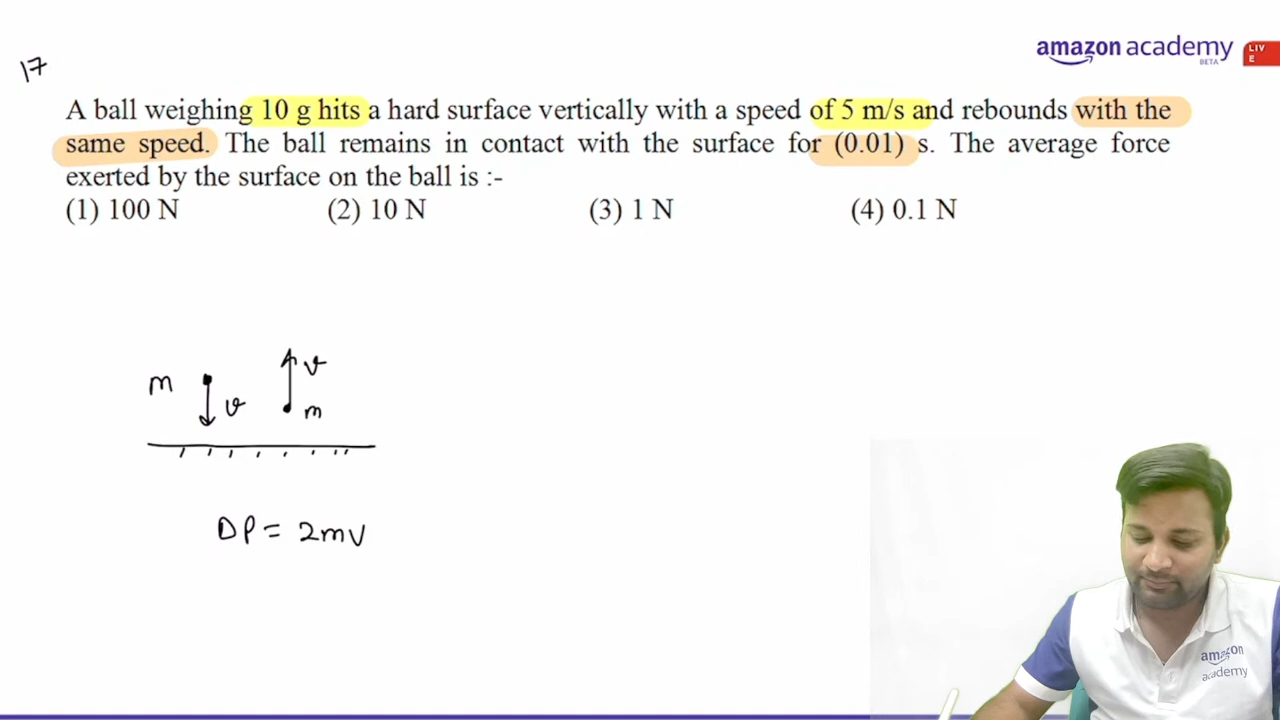 amazon academy
BETA
LIV
E
17
A ball weighing 10 g hits a hard surface vertically with a speed of 5 m/s and rebounds with the
same speed. The ball remains in contact with the surface for (0.01) s. The average force
exerted by the surface on the ball is :-
(1) 100 N (2) 10 N (3) 1 N (4) 0.1 N
m v v m
DP = 2mv
amazon
academy